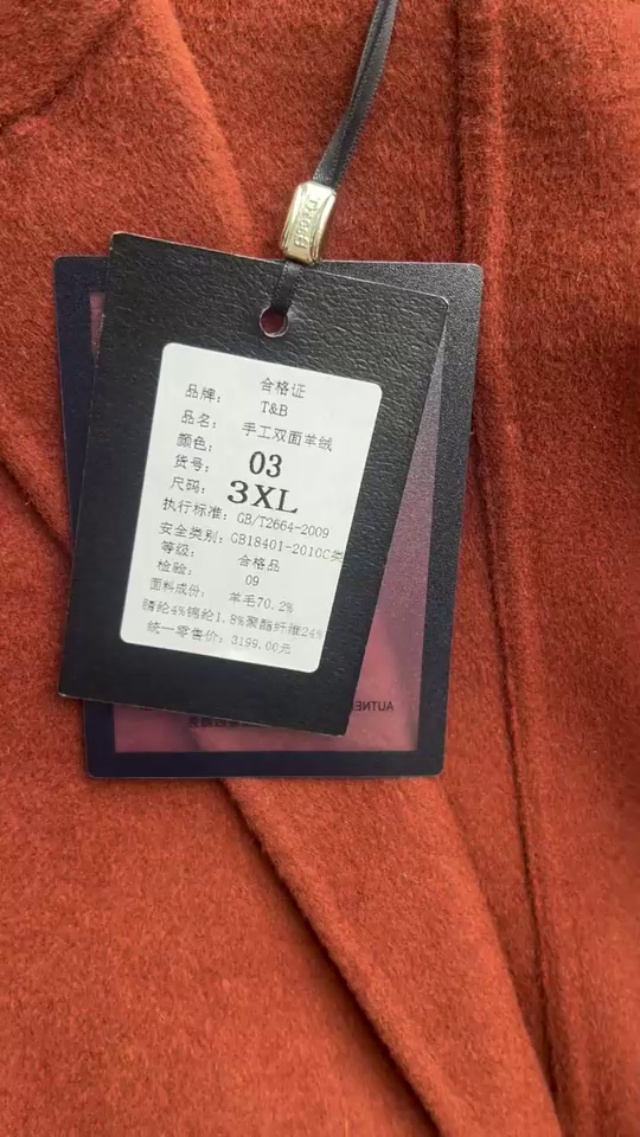 合格证
品牌: T&B
品名: 手工双面羊绒
颜色:
货号: 03
尺码: 3XL
执行标准: GB/T2664-2009
安全类别: GB18401-2010C类
等级: 合格品
检验: 09
面料成份: 羊毛70.2%
腈纶4%锦纶1.8%聚酯纤维24%
统一零售价: 3199.00元